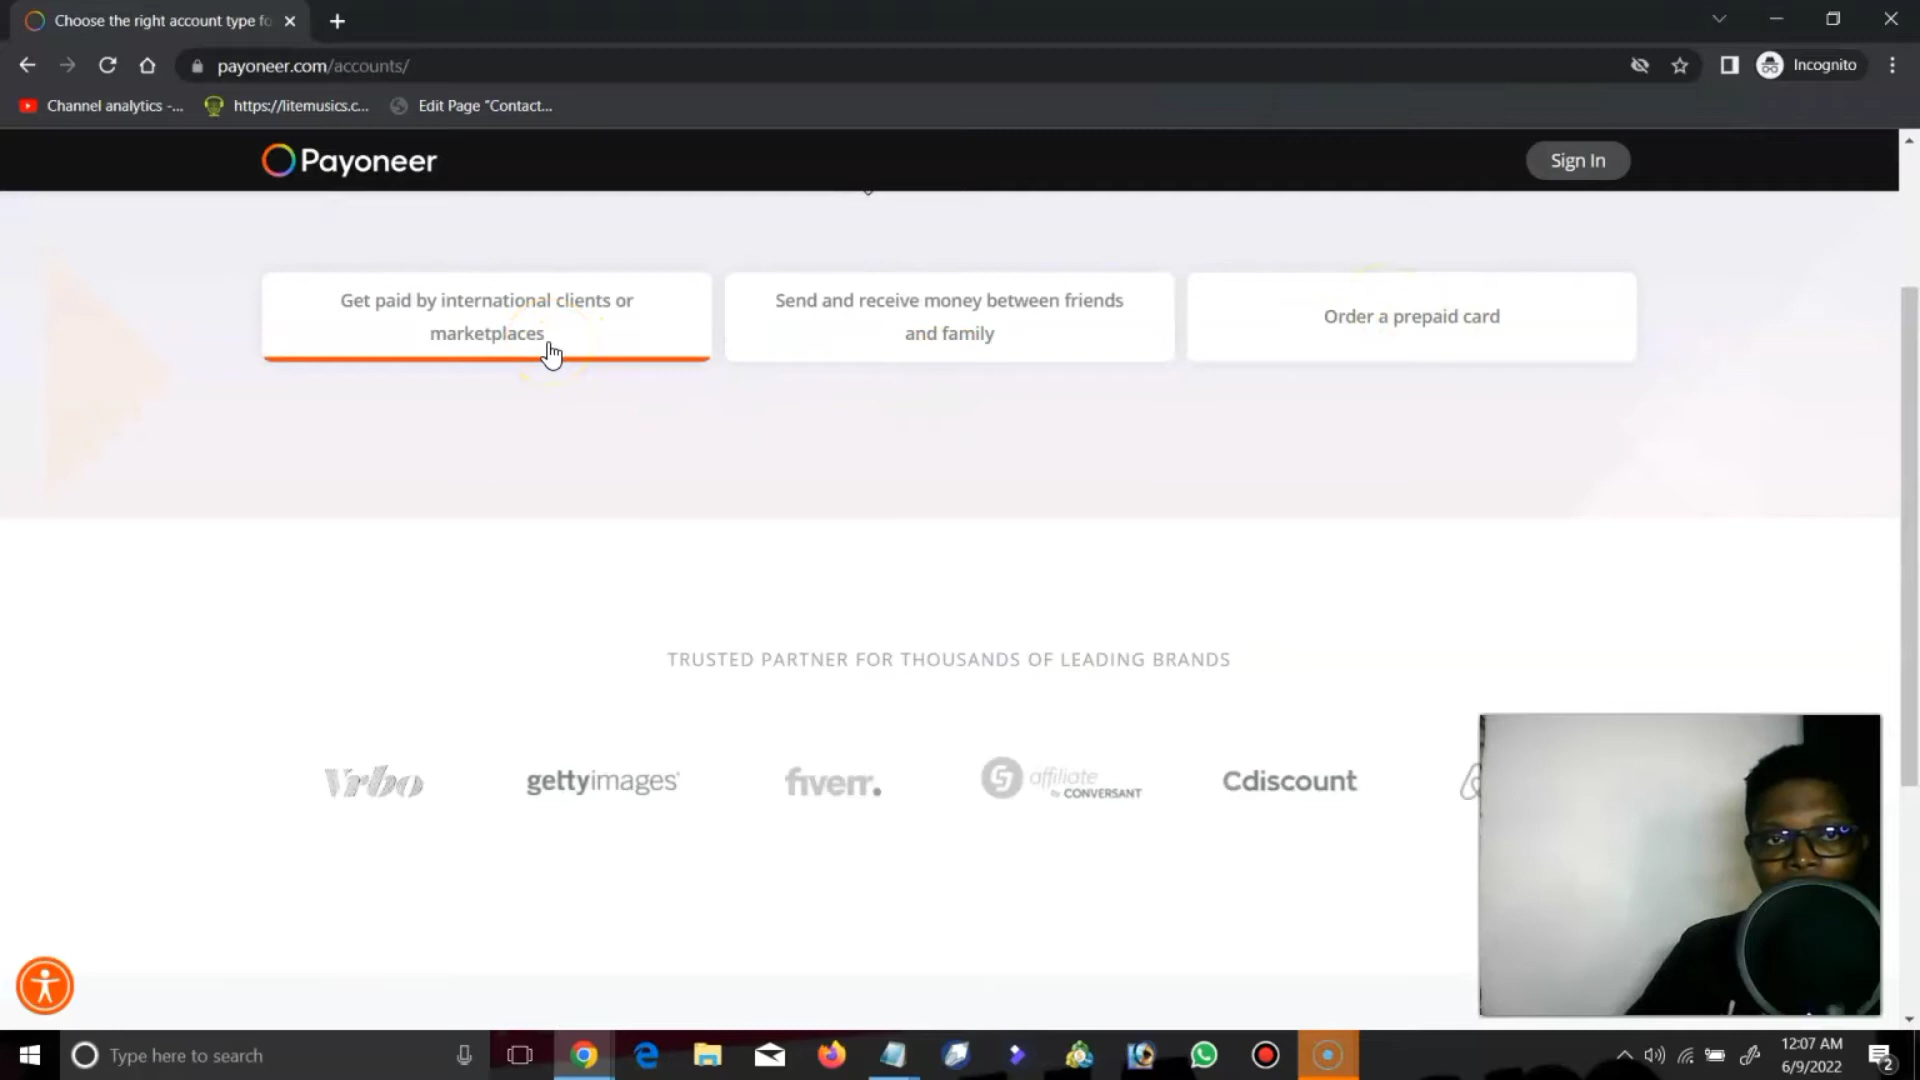 Choose the right account type fo
payoneer.com/accounts/
Incognito
Channel analytics -...
https://litemusics.c...
Edit Page "Contact...
Payoneer
Sign In
Get paid by international clients or
marketplaces
Send and receive money between friends
and family
Order a prepaid card
TRUSTED PARTNER FOR THOUSANDS OF LEADING BRANDS
Vrbo
gettyimages
fiverr.
affiliate
by CONVERSANT
Cdiscount
Type here to search
12:07 AM
6/9/2022
2